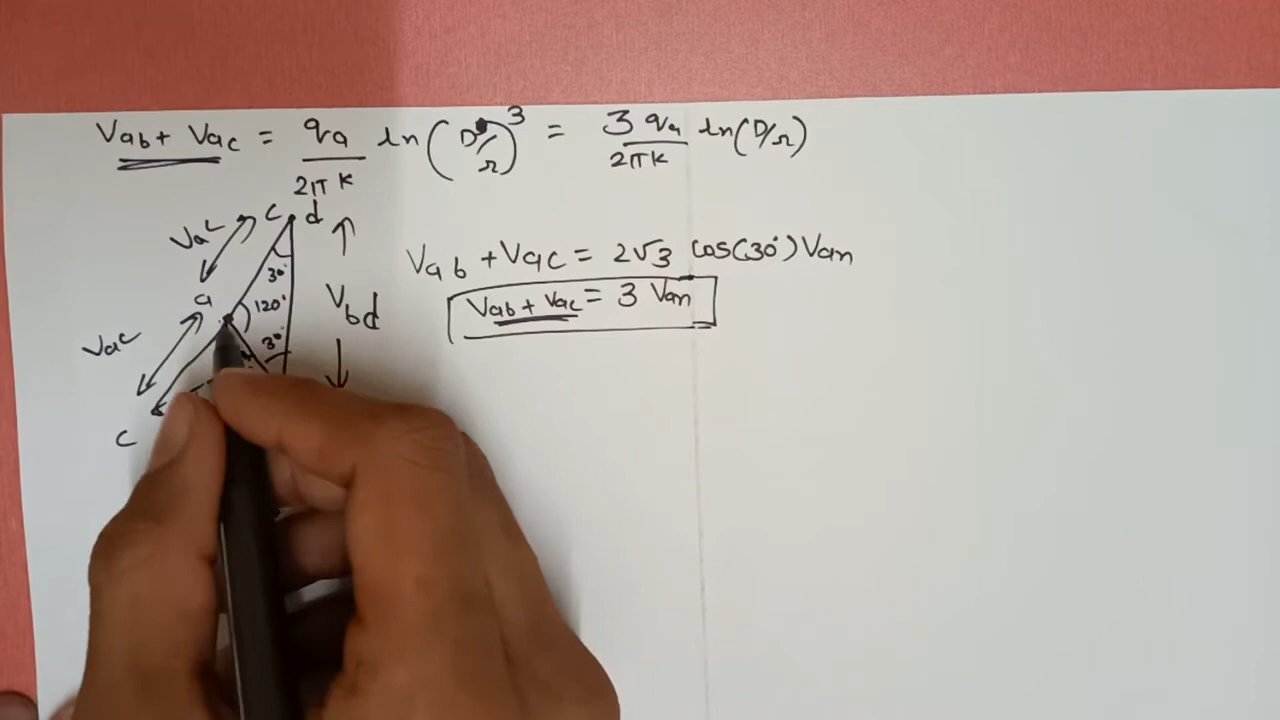 Vab + Vac = qa/2πK ln(D/r)^3 = 3qa/2πK ln(D/r)
c d
Vac
30°
Vab + Vac = 2√3 cos(30°) Van
a
120°
Vbd
Vab + Vac = 3 Van
Vac
30°
c